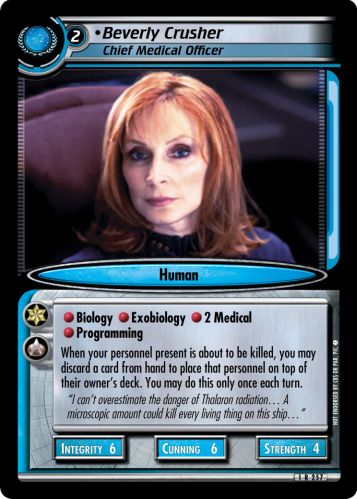 2
•Beverly Crusher
Chief Medical Officer
Human
Biology Exobiology 2 Medical
Programming
When your personnel present is about to be killed, you may
discard a card from hand to place that personnel on top
of their owner's deck. You may do this only once each turn.
"I can't overestimate the danger of Thalaron radiation… A
microscopic amount could kill every living thing on this ship…"
INTEGRITY 6 CUNNING 6 STRENGTH 4
1 R 257